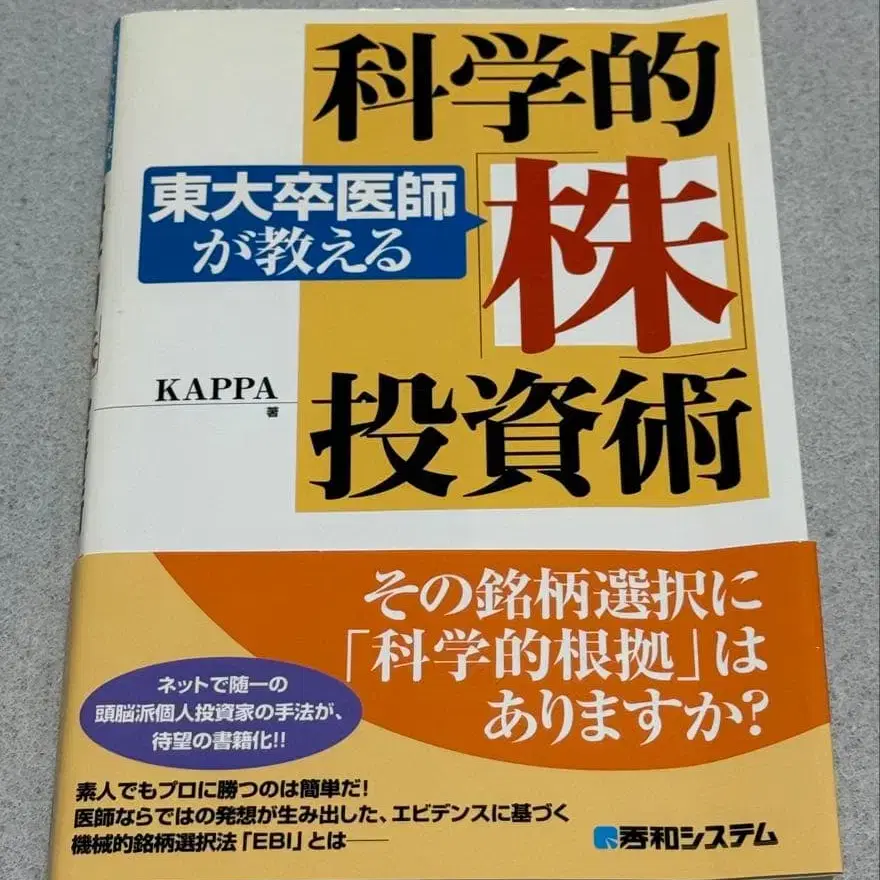 科学的
東大卒医師
が教える
「株」
投資術
KAPPA
著
その銘柄選択に
「科学的根拠」は
ありますか?
ネットで随一の
頭脳派個人投資家の手法が、
待望の書籍化!!
素人でもプロに勝つのは簡単だ!
医師ならではの発想が生み出した、エビデンスに基づく
機械的銘柄選択法「EBI」とは――
秀和システム